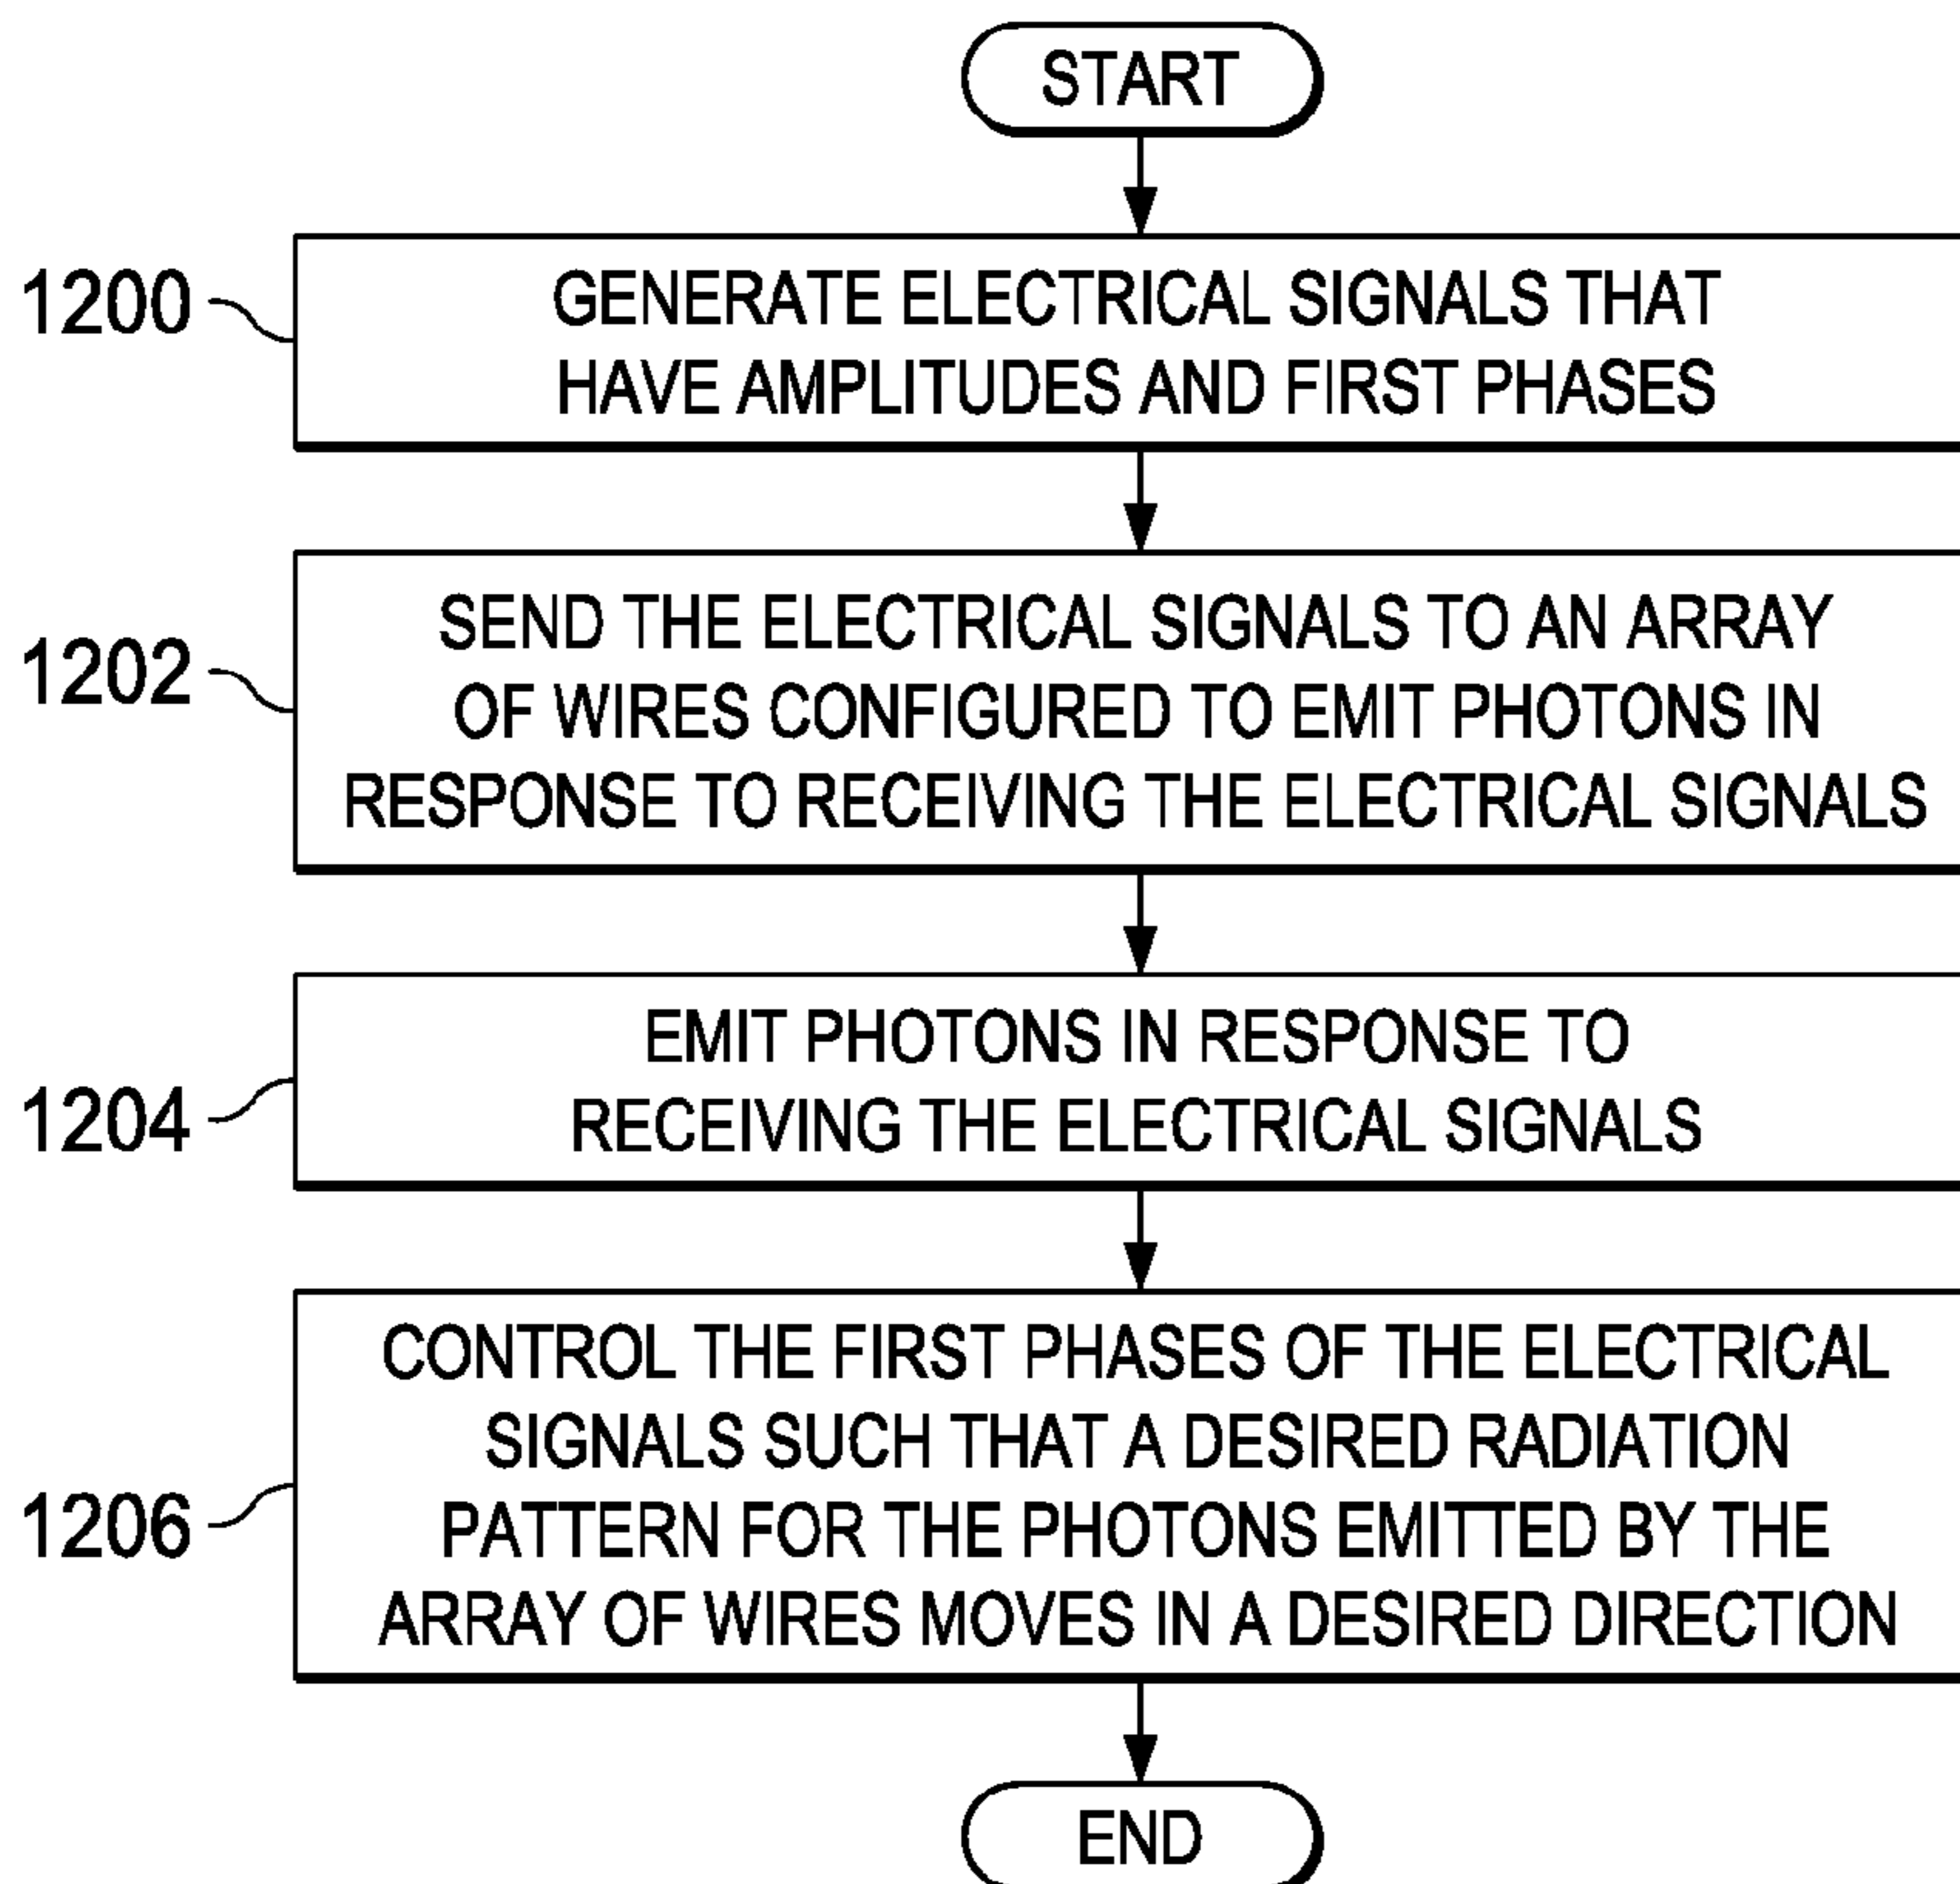 START
1200
GENERATE ELECTRICAL SIGNALS THAT
HAVE AMPLITUDES AND FIRST PHASES
1202
SEND THE ELECTRICAL SIGNALS TO AN ARRAY
OF WIRES CONFIGURED TO EMIT PHOTONS IN
RESPONSE TO RECEIVING THE ELECTRICAL SIGNALS
1204
EMIT PHOTONS IN RESPONSE TO
RECEIVING THE ELECTRICAL SIGNALS
1206
CONTROL THE FIRST PHASES OF THE ELECTRICAL
SIGNALS SUCH THAT A DESIRED RADIATION
PATTERN FOR THE PHOTONS EMITTED BY THE
ARRAY OF WIRES MOVES IN A DESIRED DIRECTION
END